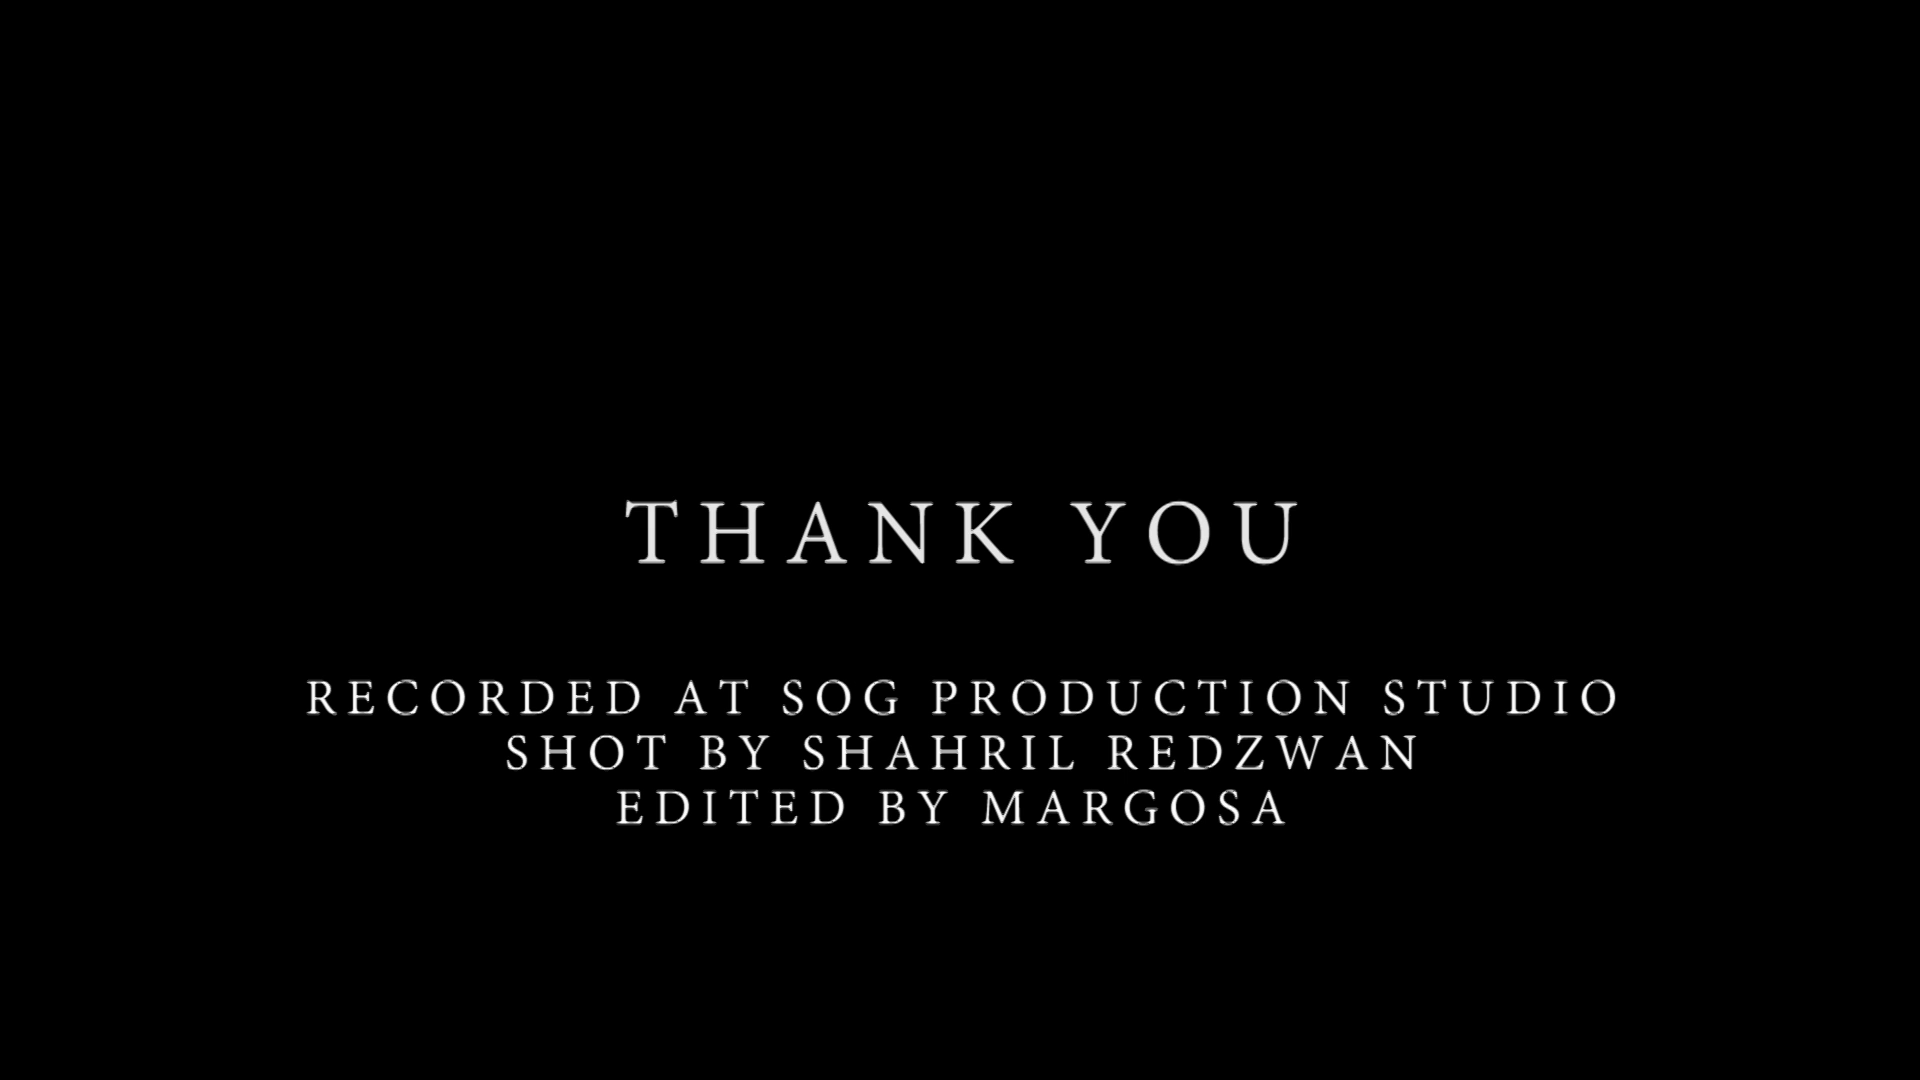 THANK YOU
RECORDED AT SOG PRODUCTION STUDIO
SHOT BY SHAHRIL REDZWAN
EDITED BY MARGOSA